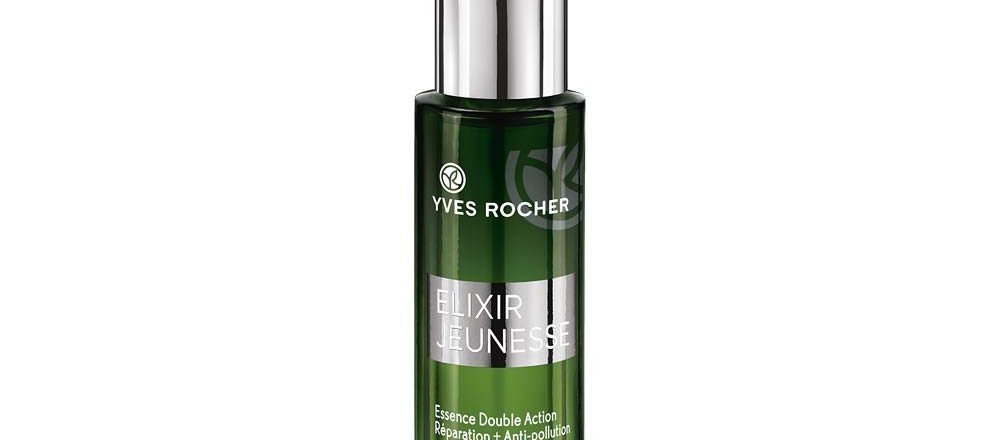 YVES ROCHER
ELIXIR
JEUNESSE
Essence Double Action
Réparation + Anti-pollution